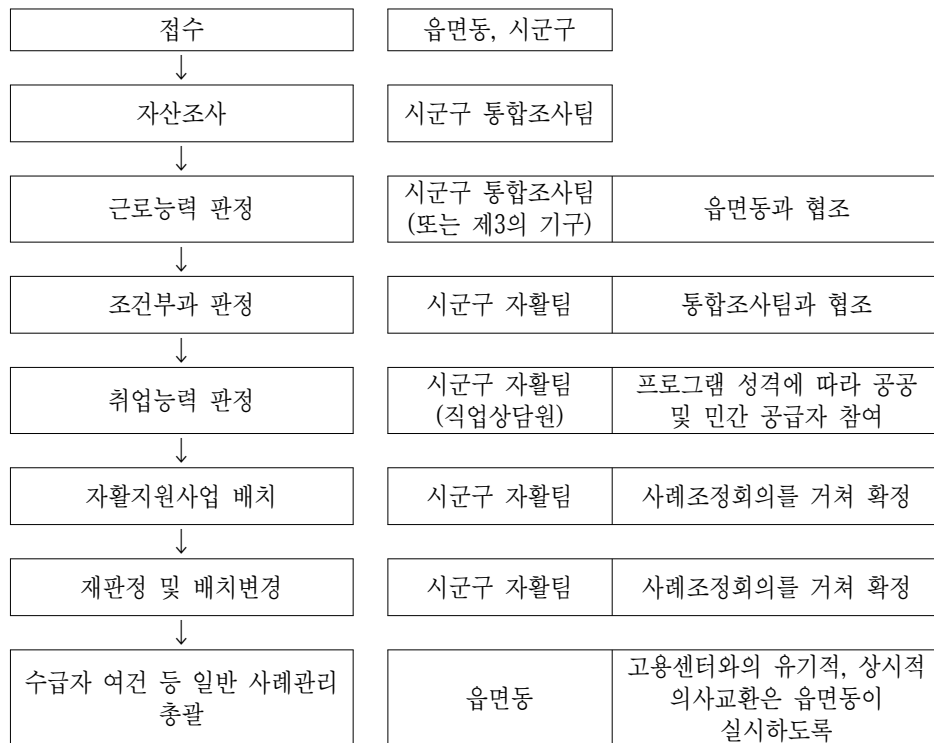 접수 읍면동, 시군구
↓
자산조사 시군구 통합조사팀
↓
근로능력 판정 시군구 통합조사팀 읍면동과 협조
(또는 제3의 기구)
↓
조건부과 판정 시군구 자활팀 통합조사팀과 협조
↓
취업능력 판정 시군구 자활팀 프로그램 성격에 따라 공공
(직업상담원) 및 민간 공급자 참여
↓
자활지원사업 배치 시군구 자활팀 사례조정회의를 거쳐 확정
↓
재판정 및 배치변경 시군구 자활팀 사례조정회의를 거쳐 확정
↓
수급자 여건 등 일반 사례관리
총괄
읍면동
고용센터와의 유기적, 상시적
의사교환은 읍면동이
실시하도록